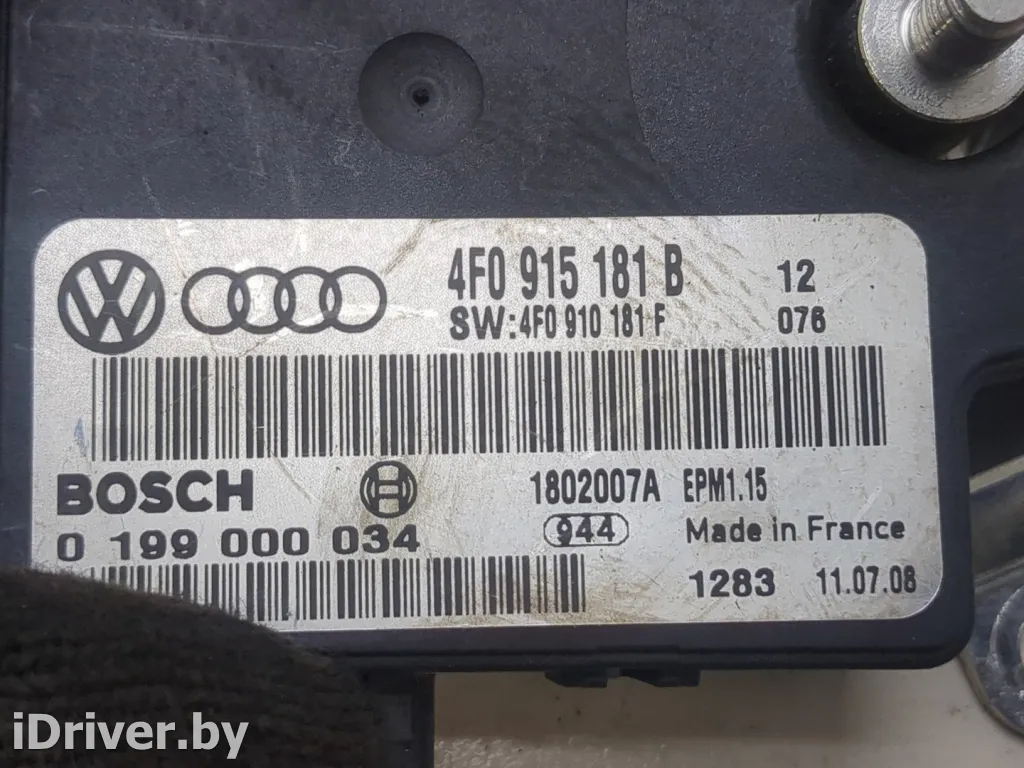 4F0 915 181 B 12
SW:4F0 910 181 F 076
BOSCH 1802007A EPM1.15
0 199 000 034 944 Made in France
1283 11.07.08
iDriver.by